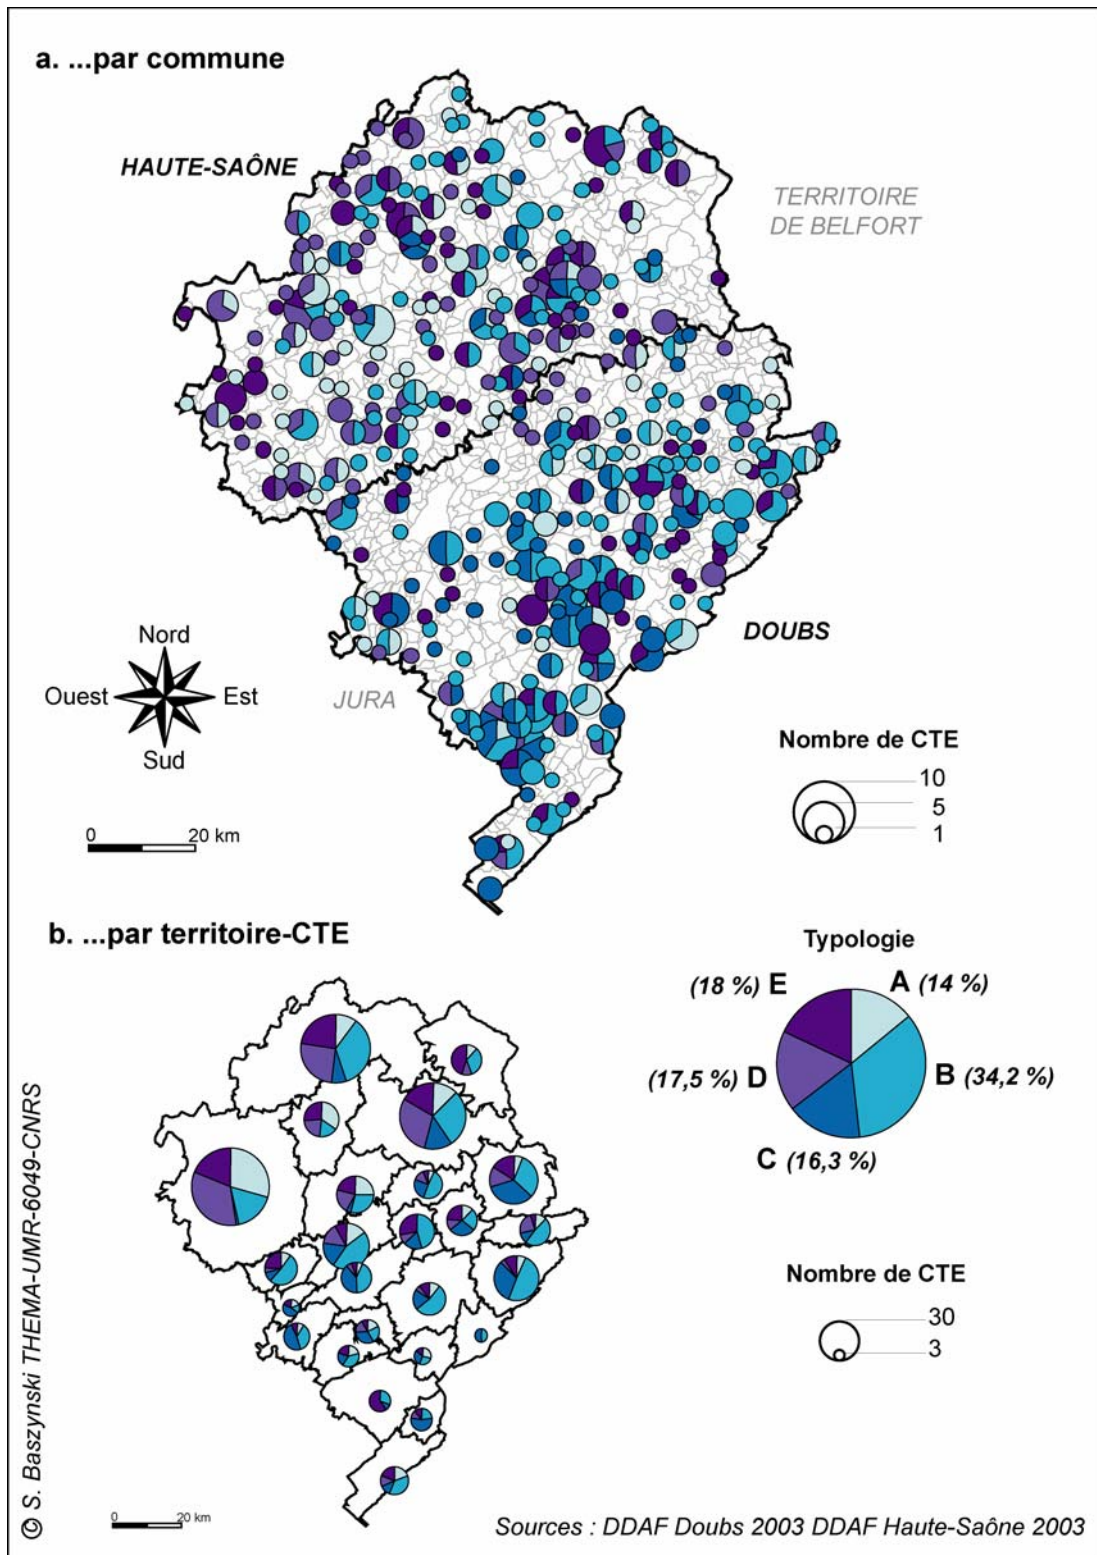 a. ...par commune
HAUTE-SAÔNE
TERRITOIRE
DE BELFORT
DOUBS
JURA
Nord
Ouest
Est
Sud
0
20 km
Nombre de CTE
10
5
1
b. ...par territoire-CTE
Typologie
(18 %) E
A (14 %)
(17,5 %) D
B (34,2 %)
C (16,3 %)
Nombre de CTE
30
3
0
20 km
© S. Baszynski THEMA-UMR-6049-CNRS
Sources : DDAF Doubs 2003 DDAF Haute-Saône 2003